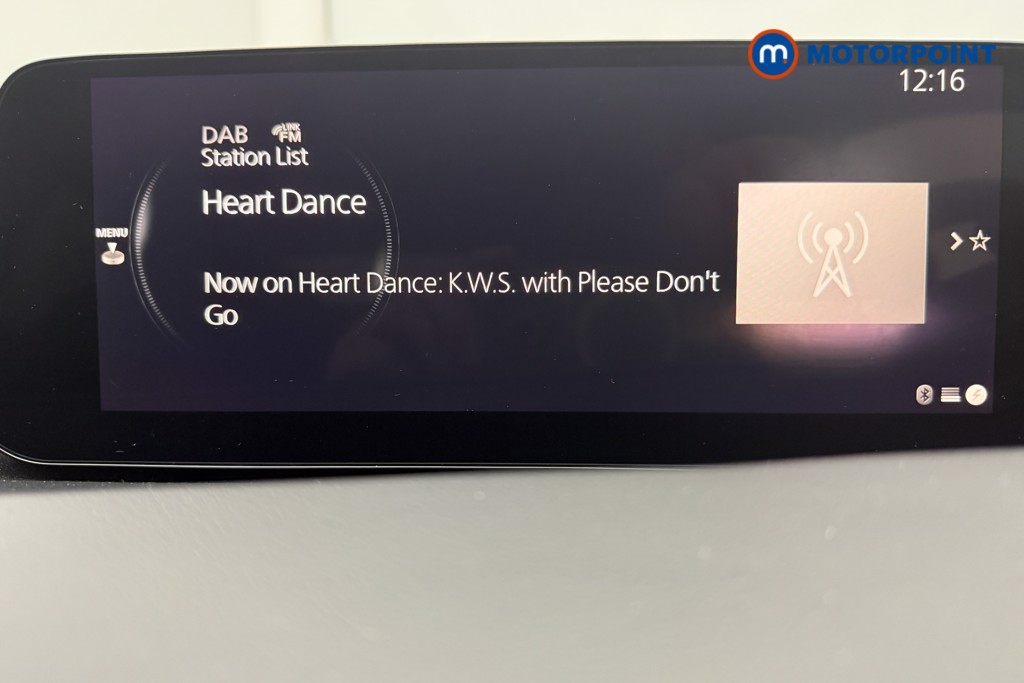 m. MOTORPOINT
12:16
DAB LINK FM
Station List
Heart Dance
MENU
Now on Heart Dance: K.W.S. with Please Don't
Go